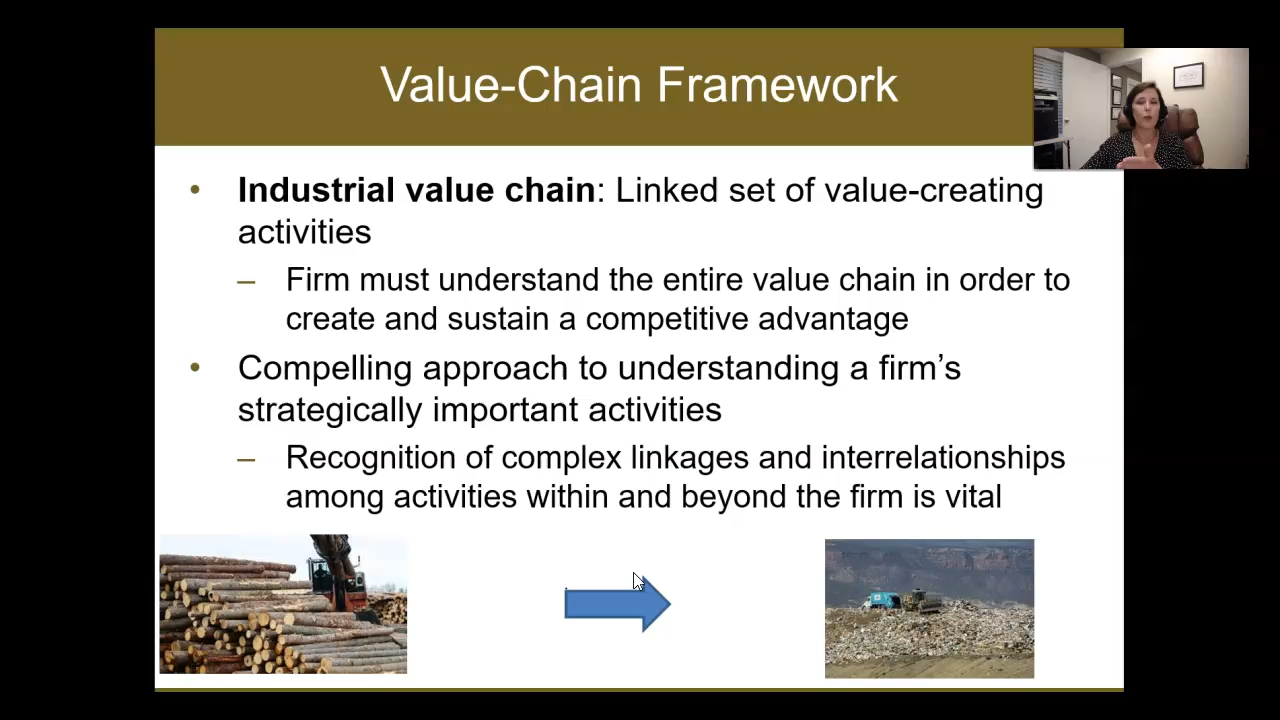 Value-Chain Framework
• Industrial value chain: Linked set of value-creating
activities
– Firm must understand the entire value chain in order to
create and sustain a competitive advantage
• Compelling approach to understanding a firm’s
strategically important activities
– Recognition of complex linkages and interrelationships
among activities within and beyond the firm is vital